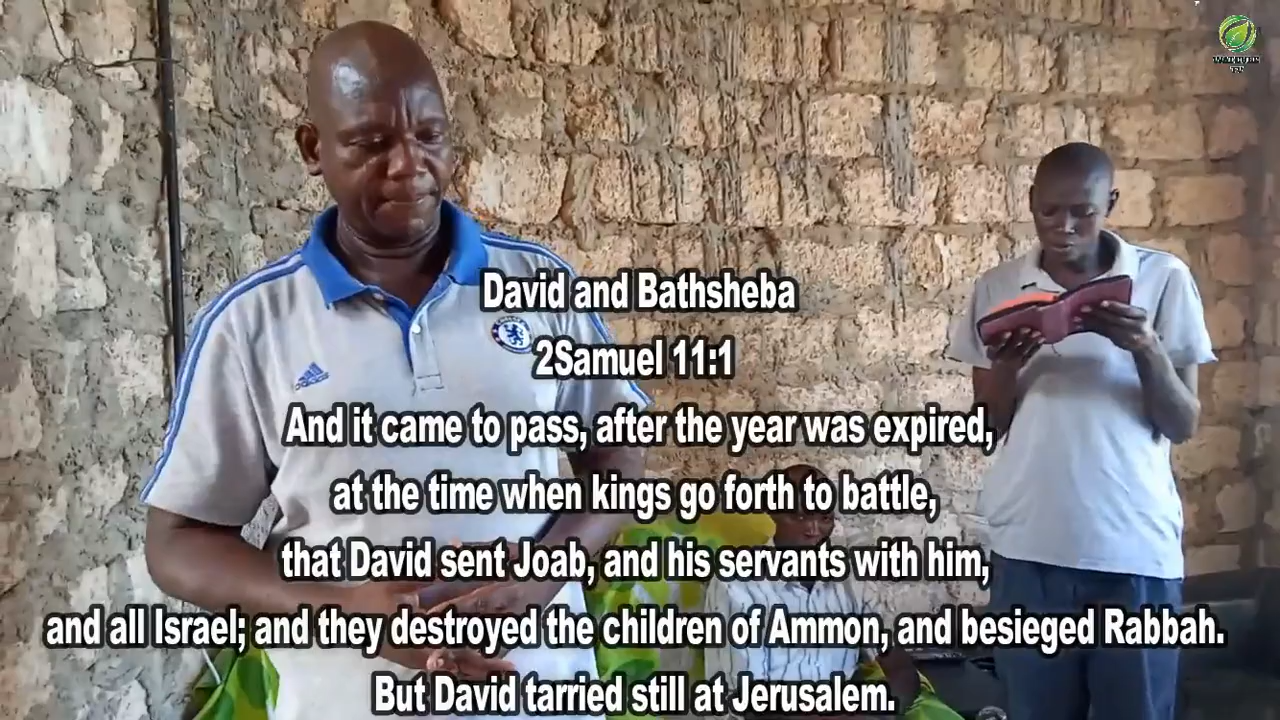 David and Bathsheba
2Samuel 11:1
And it came to pass, after the year was expired,
at the time when kings go forth to battle,
that David sent Joab, and his servants with him,
and all Israel; and they destroyed the children of Ammon, and besieged Rabbah.
But David tarried still at Jerusalem.
adidas